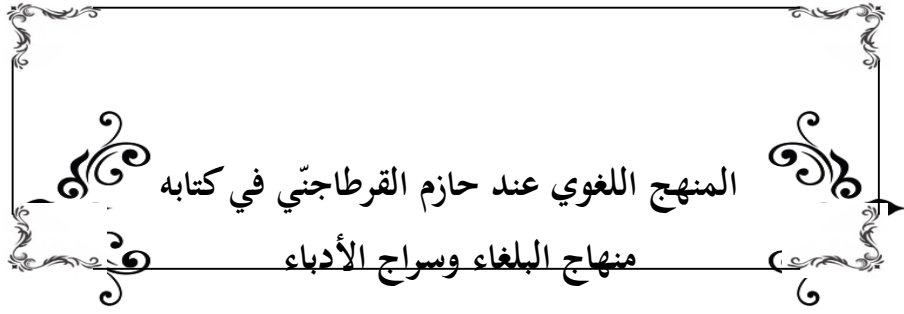 المنهج اللغوي عند حازم القرطاجنّي في كتابه
منهاج البلغاء وسراج الأدباء